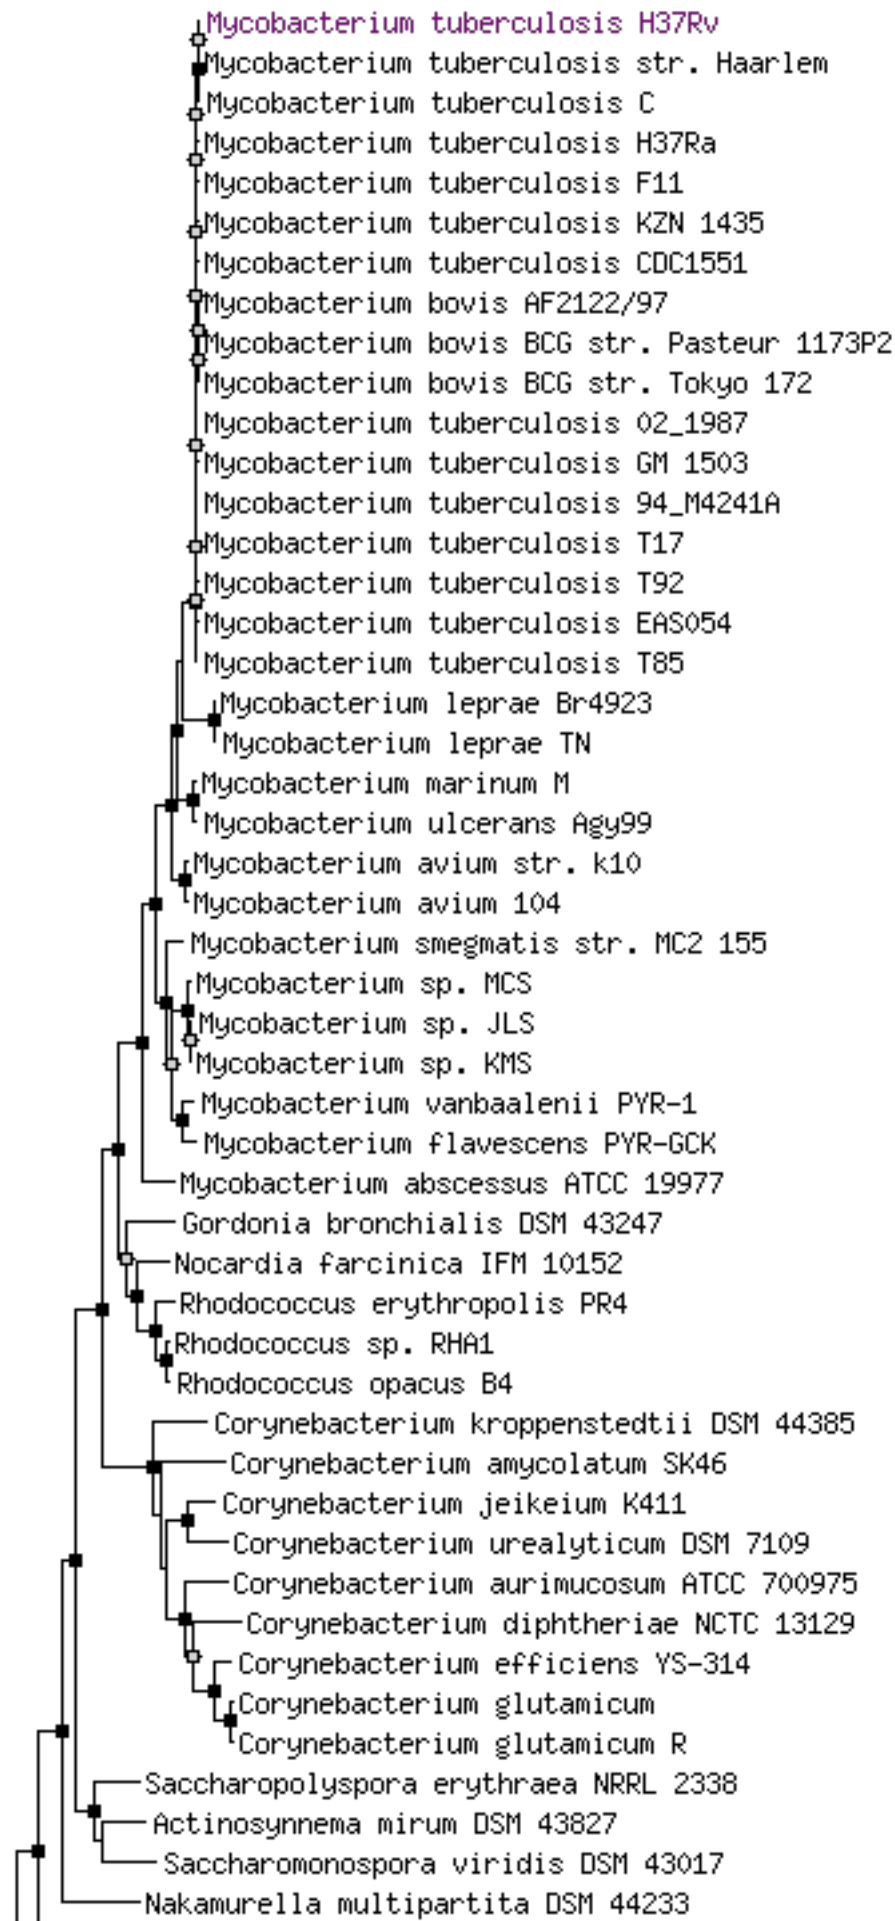 Mycobacterium tuberculosis H37Rv
Mycobacterium tuberculosis str. Haarlem
Mycobacterium tuberculosis C
Mycobacterium tuberculosis H37Ra
Mycobacterium tuberculosis F11
Mycobacterium tuberculosis KZN 1435
Mycobacterium tuberculosis CDC1551
Mycobacterium bovis AF2122/97
Mycobacterium bovis BCG str. Pasteur 1173P2
Mycobacterium bovis BCG str. Tokyo 172
Mycobacterium tuberculosis 02_1987
Mycobacterium tuberculosis GM 1503
Mycobacterium tuberculosis 94_M4241A
Mycobacterium tuberculosis T17
Mycobacterium tuberculosis T92
Mycobacterium tuberculosis EAS054
Mycobacterium tuberculosis T85
Mycobacterium leprae Br4923
Mycobacterium leprae TN
Mycobacterium marinum M
Mycobacterium ulcerans Agy99
Mycobacterium avium str. k10
Mycobacterium avium 104
Mycobacterium smegmatis str. MC2 155
Mycobacterium sp. MCS
Mycobacterium sp. JLS
Mycobacterium sp. KMS
Mycobacterium vanbaalenii PYR-1
Mycobacterium flavescens PYR-GCK
Mycobacterium abscessus ATCC 19977
Gordonia bronchialis DSM 43247
Nocardia farcinica IFM 10152
Rhodococcus erythropolis PR4
Rhodococcus sp. RHA1
Rhodococcus opacus B4
Corynebacterium kroppenstedtii DSM 44385
Corynebacterium amycolatum SK46
Corynebacterium jeikeium K411
Corynebacterium urealyticum DSM 7109
Corynebacterium aurimucosum ATCC 700975
Corynebacterium diphtheriae NCTC 13129
Corynebacterium efficiens YS-314
Corynebacterium glutamicum
Corynebacterium glutamicum R
Saccharopolyspora erythraea NRRL 2338
Actinosynnema mirum DSM 43827
Saccharomonospora viridis DSM 43017
Nakamurella multipartita DSM 44233